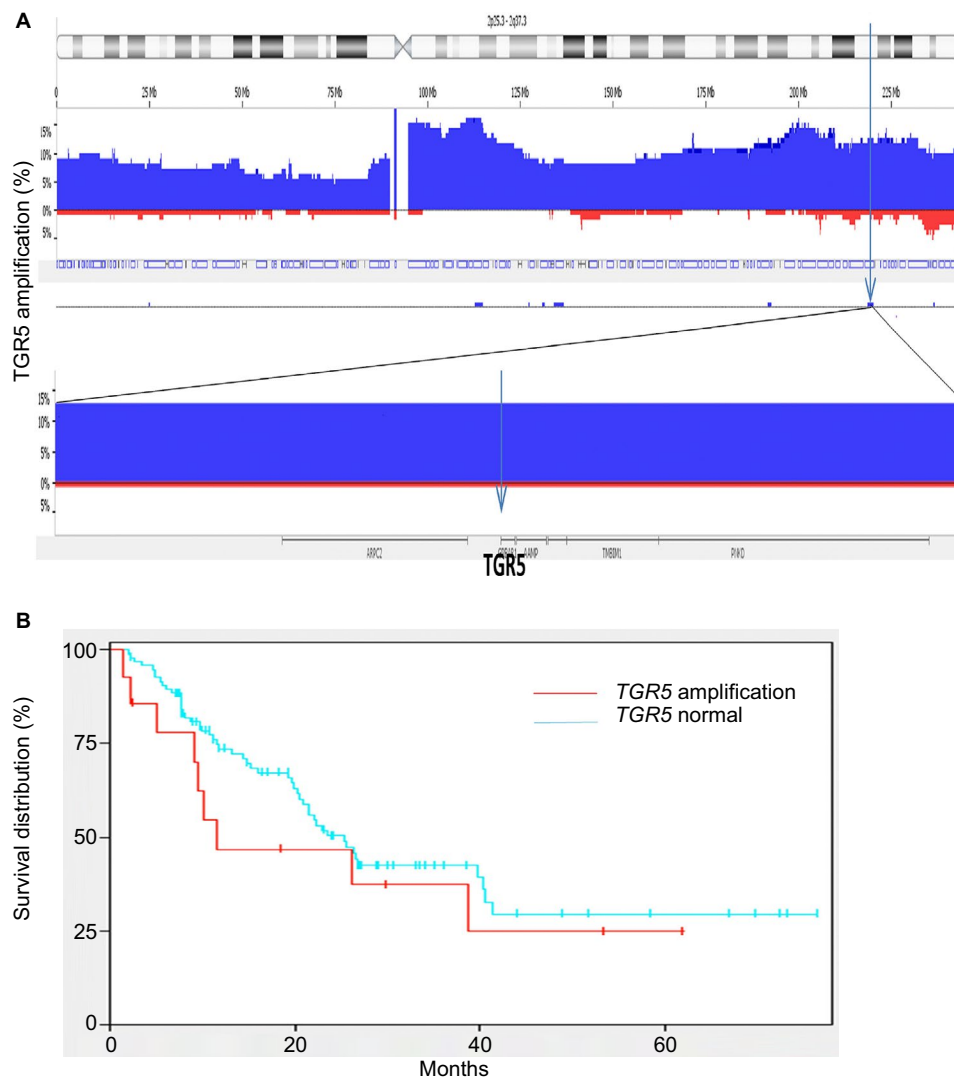 A
2p25.3 - 2q37.3
0 25 Mb 50 Mb 75 Mb 100 Mb 125 Mb 150 Mb 175 Mb 200 Mb 225 Mb
TGR5 amplification (%)
15%
10%
5%
0%
5%
15%
10%
5%
0%
5%
ARPC2 TMBIM1 PNKD
TGR5
B
Survival distribution (%)
100
75
50
25
0
TGR5 amplification
TGR5 normal
0 20 40 60
Months